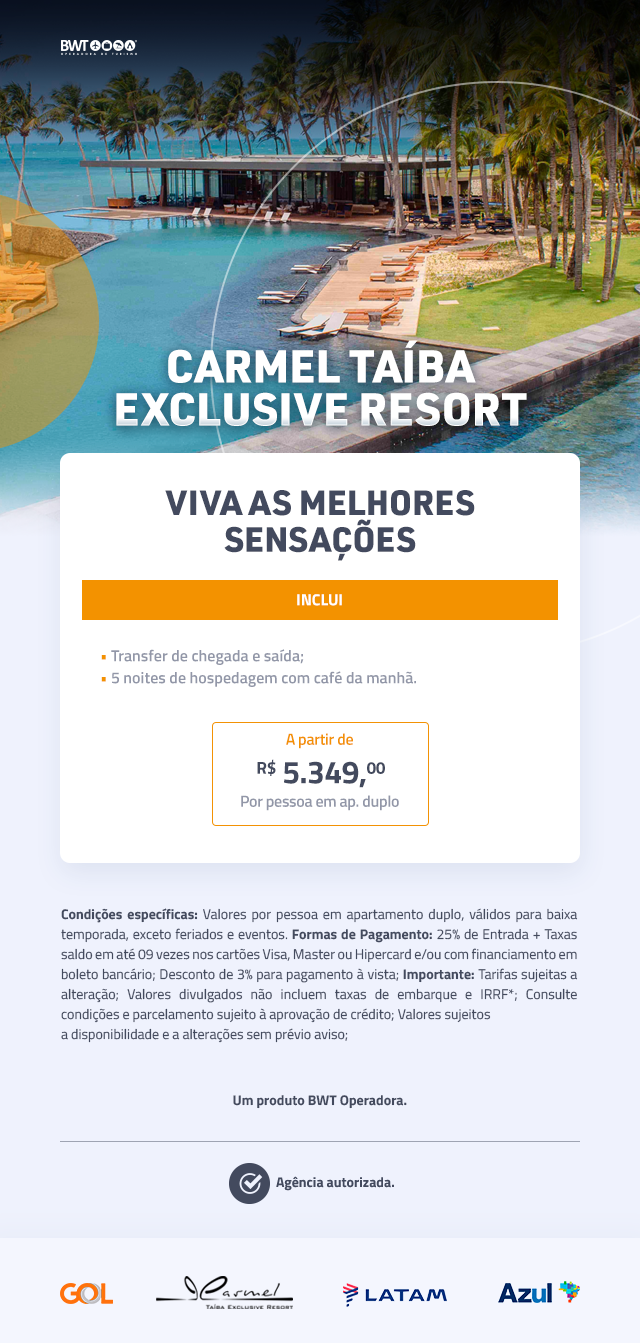 BWT
OPERADORA DE TURISMO
CARMEL TAÍBA
EXCLUSIVE RESORT
VIVA AS MELHORES
SENSAÇÕES
INCLUI
▪ Transfer de chegada e saída;
▪ 5 noites de hospedagem com café da manhã.
A partir de
R$ 5.349,00
Por pessoa em ap. duplo
Condições específicas: Valores por pessoa em apartamento duplo, válidos para baixa
temporada, exceto feriados e eventos. Formas de Pagamento: 25% de Entrada + Taxas
saldo em até 09 vezes nos cartões Visa, Master ou Hipercard e/ou com financiamento em
boleto bancário; Desconto de 3% para pagamento à vista; Importante: Tarifas sujeitas a
alteração; Valores divulgados não incluem taxas de embarque e IRRF*; Consulte
condições e parcelamento sujeito à aprovação de crédito; Valores sujeitos
a disponibilidade e a alterações sem prévio aviso;
Um produto BWT Operadora.
Agência autorizada.
GOL
Carmel
TAÍBA EXCLUSIVE RESORT
LATAM
Azul